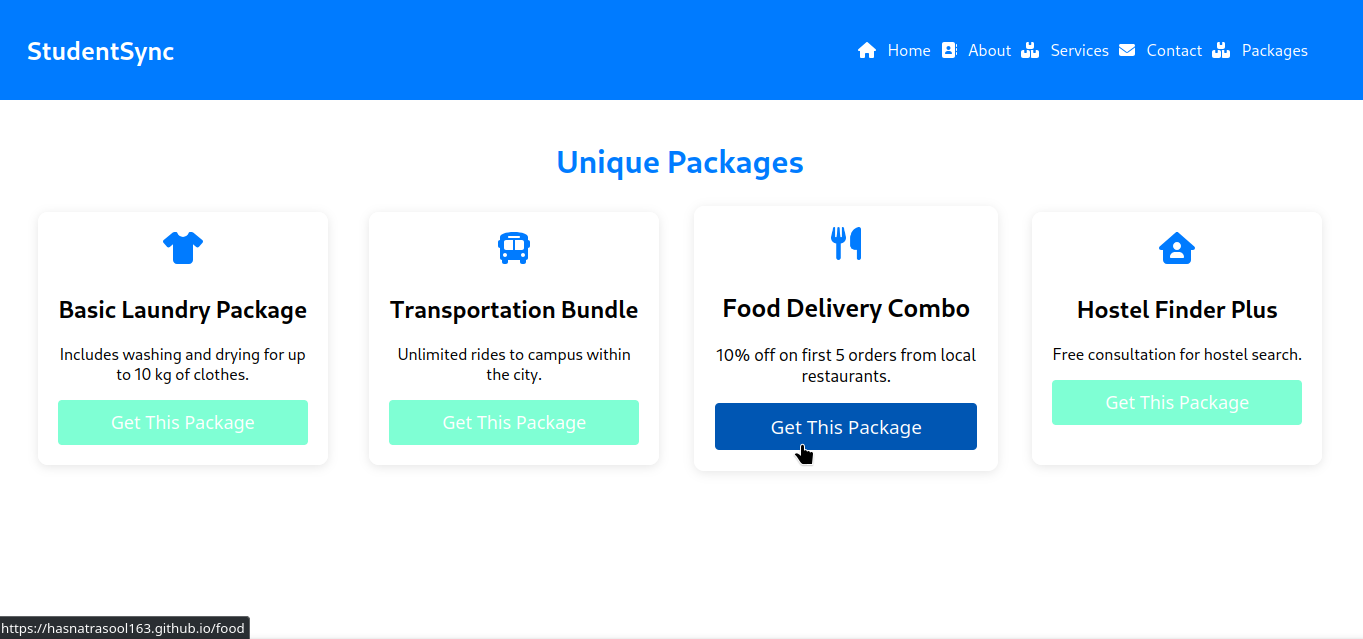 StudentSync
Home About Services Contact Packages
Unique Packages
Basic Laundry Package
Includes washing and drying for up
to 10 kg of clothes.
Get This Package
Transportation Bundle
Unlimited rides to campus within
the city.
Get This Package
Food Delivery Combo
10% off on first 5 orders from local
restaurants.
Get This Package
Hostel Finder Plus
Free consultation for hostel search.
Get This Package
https://hasnatrasool163.github.io/food